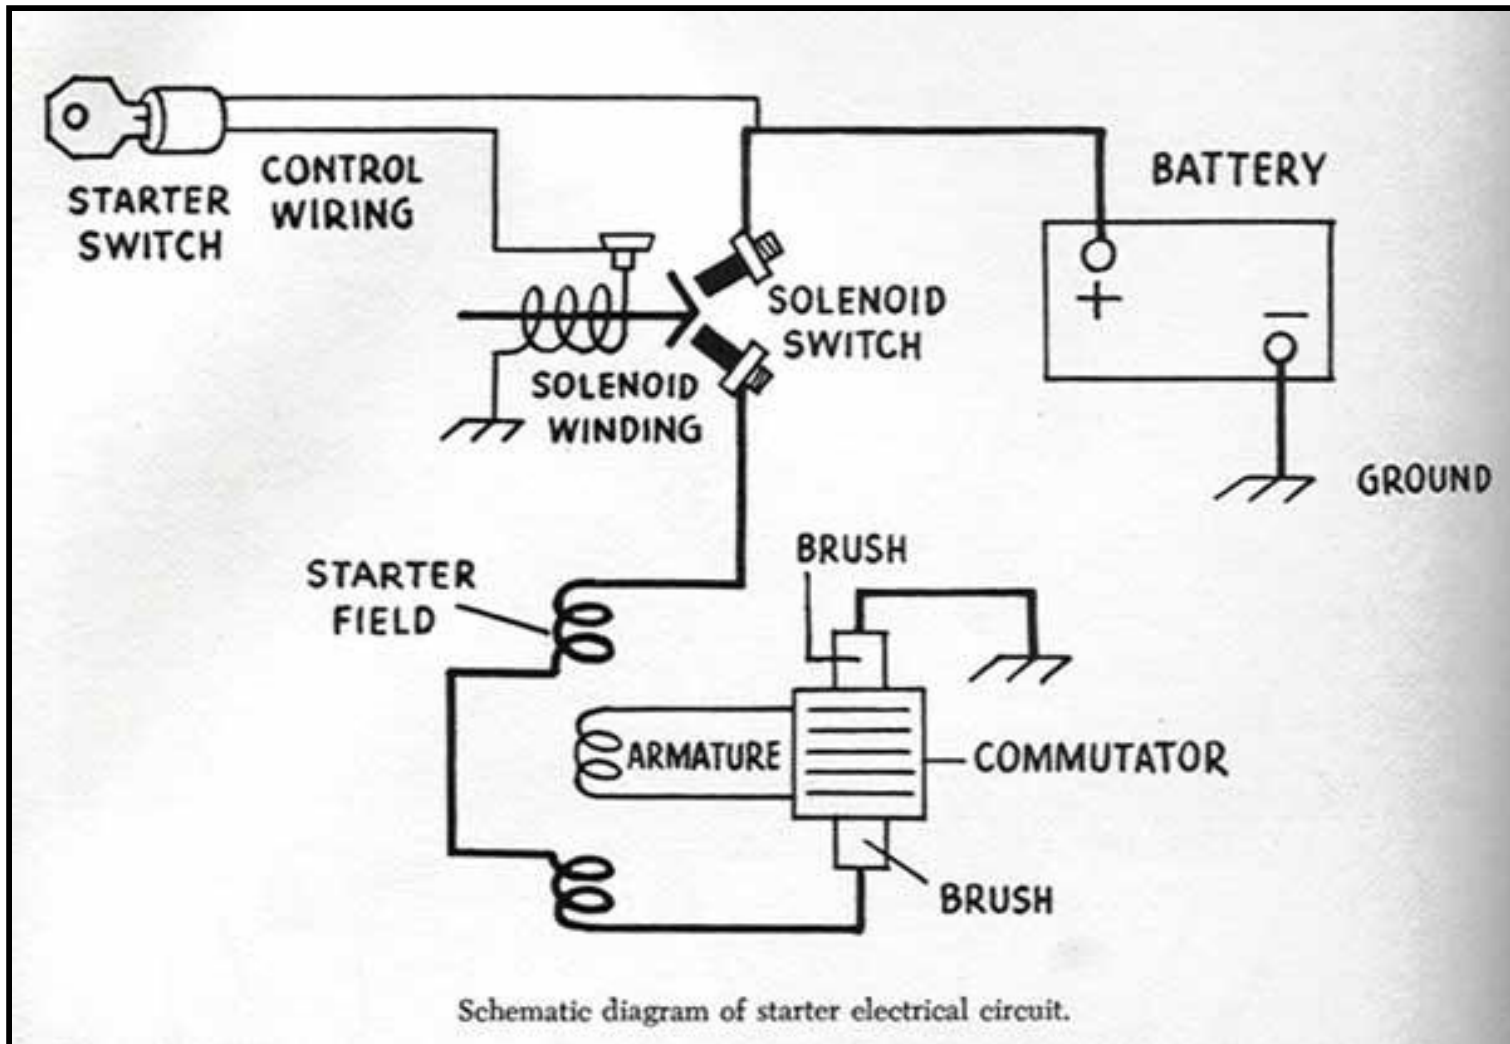 STARTER
SWITCH
CONTROL
WIRING
BATTERY
+
−
SOLENOID
SWITCH
SOLENOID
WINDING
GROUND
STARTER
FIELD
BRUSH
ARMATURE
COMMUTATOR
BRUSH
Schematic diagram of starter electrical circuit.